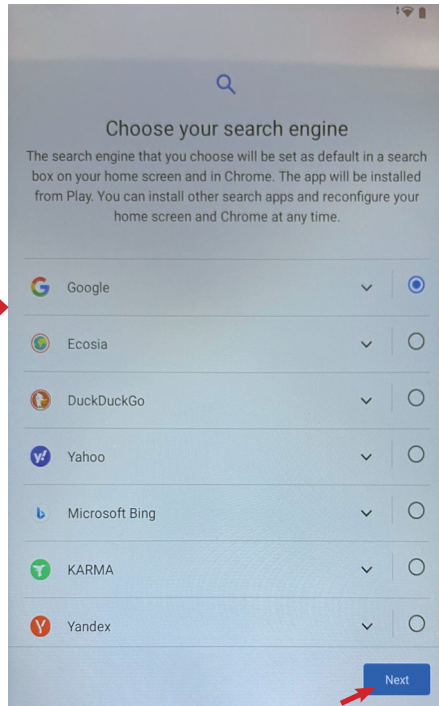 Choose your search engine
The search engine that you choose will be set as default in a search
box on your home screen and in Chrome. The app will be installed
from Play. You can install other search apps and reconfigure your
home screen and Chrome at any time.
Google
Ecosia
DuckDuckGo
Yahoo
Microsoft Bing
KARMA
Yandex
Next